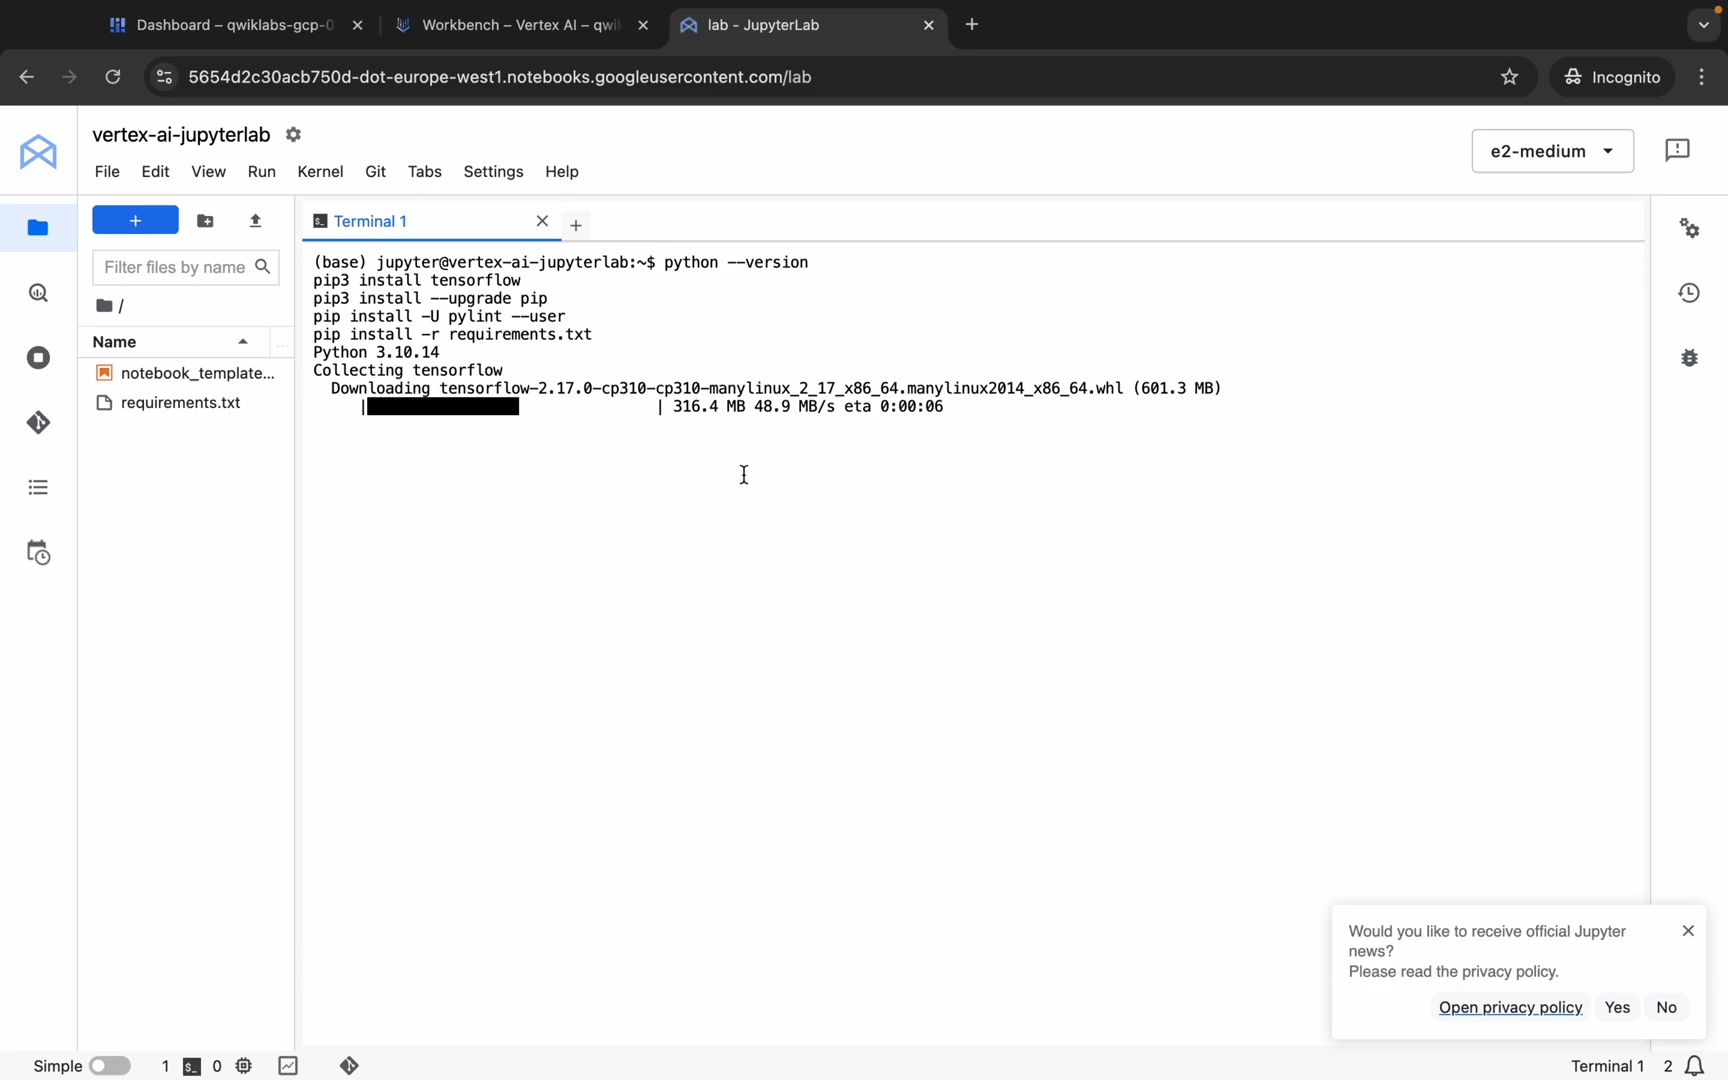 Dashboard – qwiklabs-gcp-0
Workbench – Vertex AI – qwi
lab - JupyterLab
5654d2c30acb750d-dot-europe-west1.notebooks.googleusercontent.com/lab
Incognito
vertex-ai-jupyterlab
e2-medium
File Edit View Run Kernel Git Tabs Settings Help
Terminal 1
Filter files by name
/
Name
notebook_template...
requirements.txt
(base) jupyter@vertex-ai-jupyterlab:~$ python --version
pip3 install tensorflow
pip3 install --upgrade pip
pip install -U pylint --user
pip install -r requirements.txt
Python 3.10.14
Collecting tensorflow
Downloading tensorflow-2.17.0-cp310-cp310-manylinux_2_17_x86_64.manylinux2014_x86_64.whl (601.3 MB)
| | 316.4 MB 48.9 MB/s eta 0:00:06
Would you like to receive official Jupyter
news?
Please read the privacy policy.
Open privacy policy Yes No
Simple 1 0 Terminal 1 2